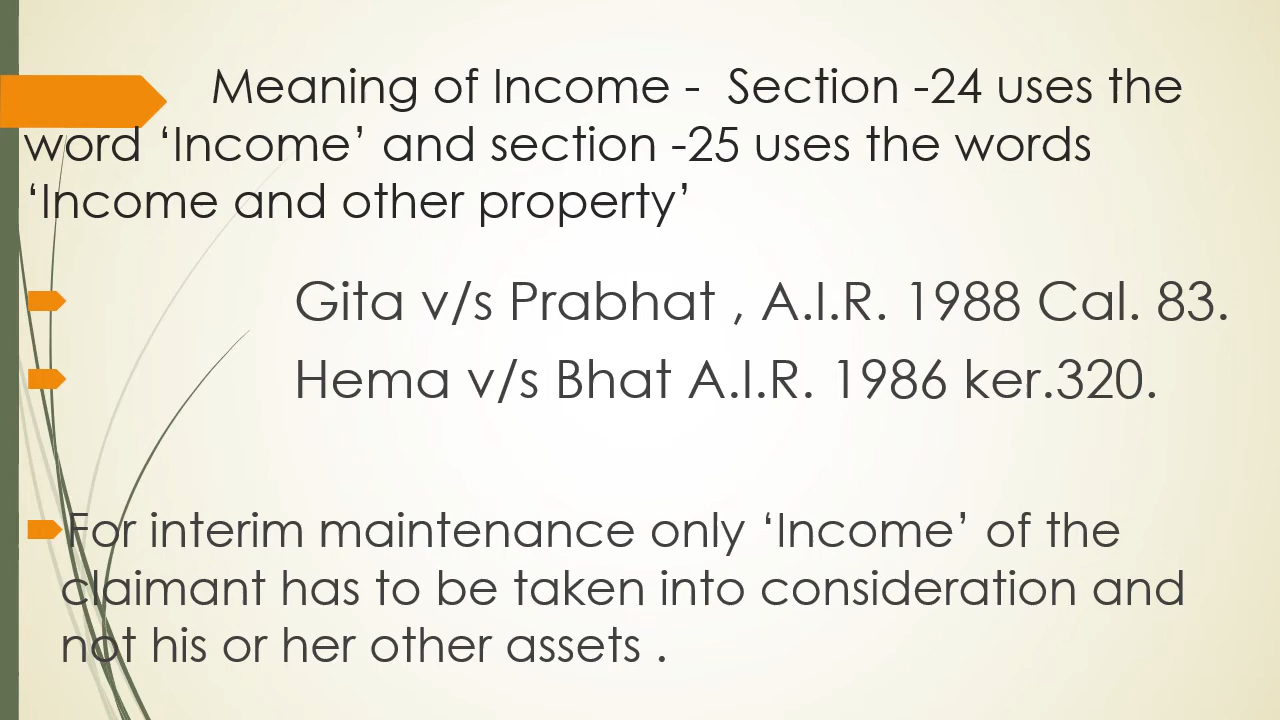 Meaning of Income - Section -24 uses the
word ‘Income’ and section -25 uses the words
‘Income and other property’
Gita v/s Prabhat , A.I.R. 1988 Cal. 83.
Hema v/s Bhat A.I.R. 1986 ker.320.
For interim maintenance only ‘Income’ of the
claimant has to be taken into consideration and
not his or her other assets .